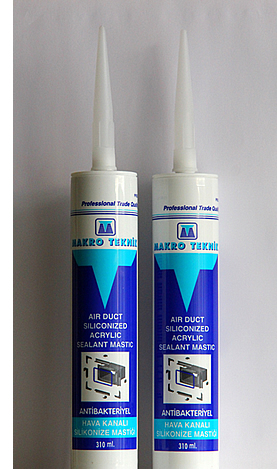 Professional Trade Qual
MAKRO TEKNİK
AIR DUCT
SILICONIZED
ACRYLIC
SEALANT MASTIC
ANTİBAKTERİYEL
HAVA KANALI
SİLİKONİZE MASTİĞİ
310 ml.
Professional Trade Qua
MAKRO TEKNİK
AIR DUCT
SILICONIZED
ACRYLIC
SEALANT MASTIC
ANTİBAKTERİYEL
HAVA KANALI
SİLİKONİZE MASTİĞİ
310 ml.